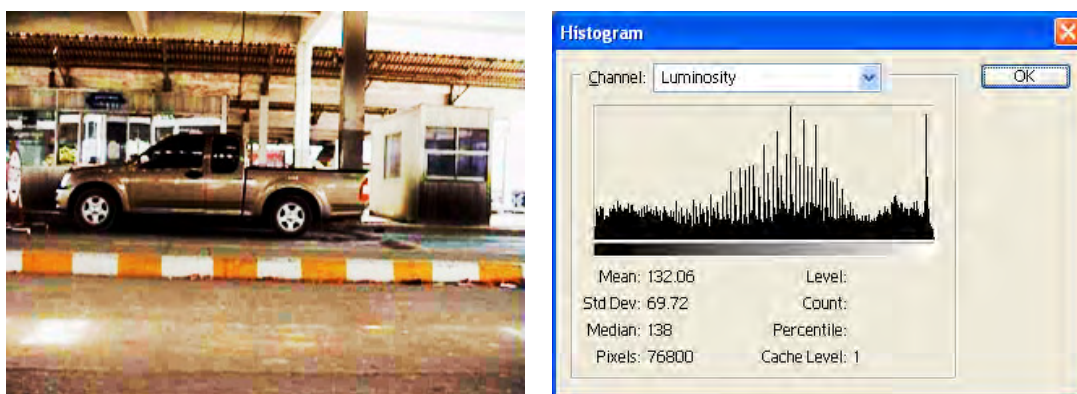 Histogram
Channel: Luminosity
OK
Mean: 132.06 Level:
Std Dev: 69.72 Count:
Median: 138 Percentile:
Pixels: 76800 Cache Level: 1